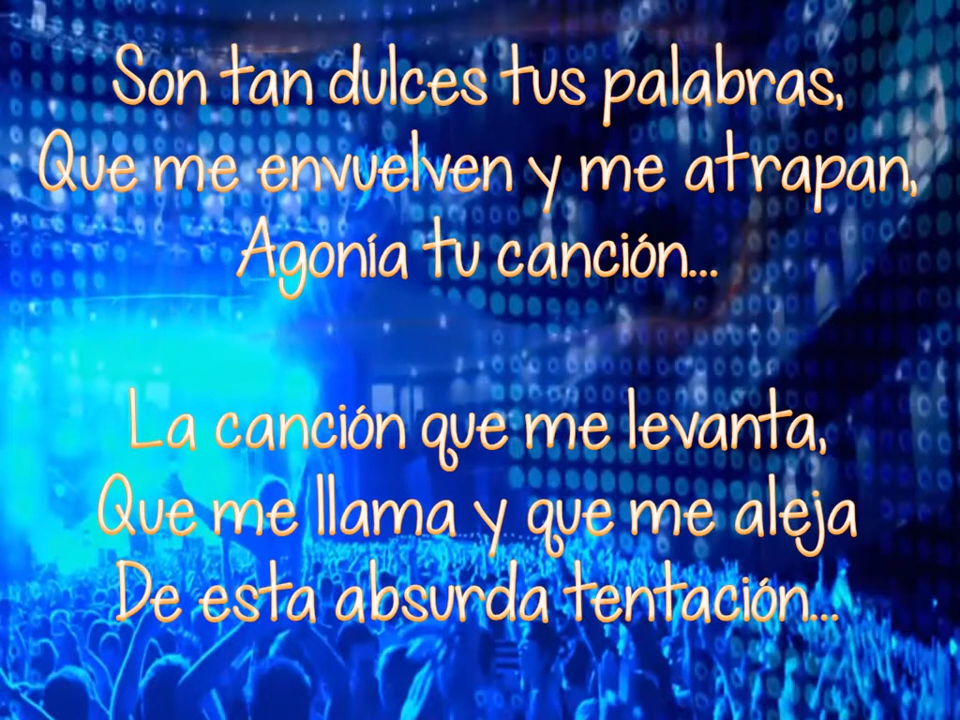 Son tan dulces tus palabras,
Que me envuelven y me atrapan,
Agonía tu canción...
La canción que me levanta,
Que me llama y que me aleja
De esta absurda tentación...